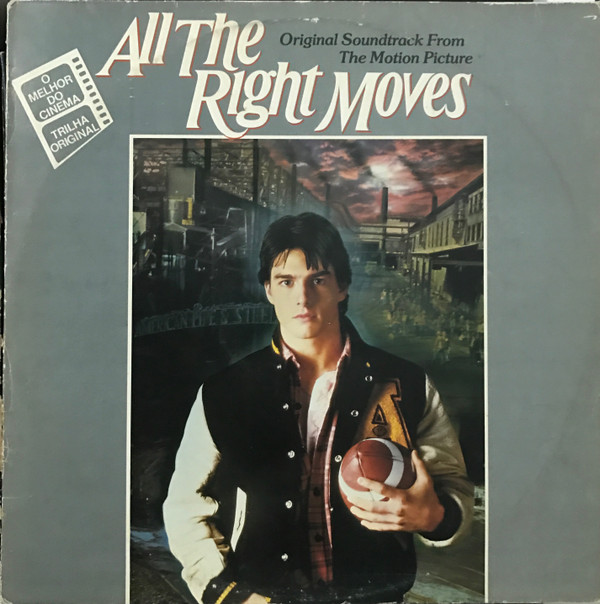 All The
Right Moves
Original Soundtrack From
The Motion Picture
O
MELHOR
DO
CINEMA
TRILHA
ORIGINAL
A